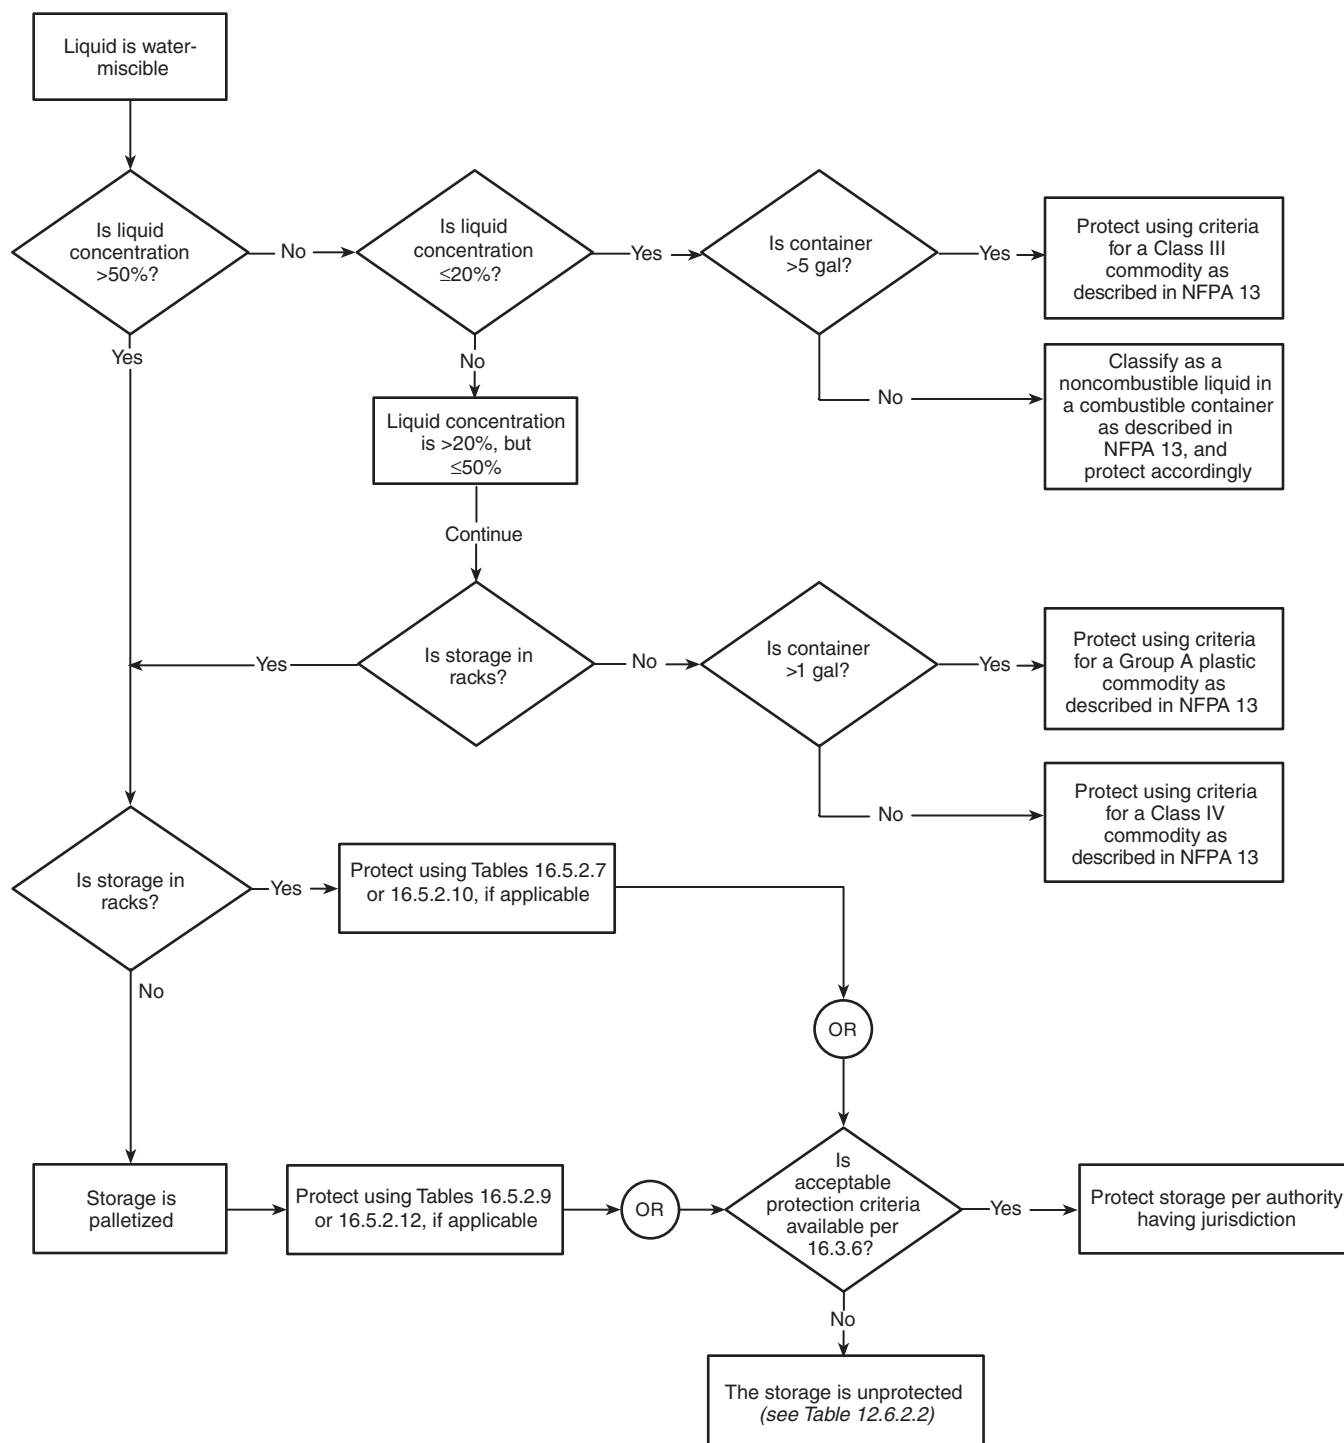 Liquid is water-
miscible
Is liquid
concentration
>50%?
No
Is liquid
concentration
≤20%?
Yes
Is container
>5 gal?
Yes
Protect using criteria
for a Class III
commodity as
described in NFPA 13
Yes
No
No
Classify as a
noncombustible liquid in
a combustible container
as described in
NFPA 13, and
protect accordingly
Liquid concentration
is >20%, but
≤50%
Continue
Yes
Is storage in
racks?
No
Is container
>1 gal?
Yes
Protect using criteria
for a Group A plastic
commodity as
described in NFPA 13
No
Protect using criteria
for a Class IV
commodity as
described in NFPA 13
Is storage in
racks?
Yes
Protect using Tables 16.5.2.7
or 16.5.2.10, if applicable
No
OR
Storage is
palletized
Protect using Tables 16.5.2.9
or 16.5.2.12, if applicable
OR
Is
acceptable
protection criteria
available per
16.3.6?
Yes
Protect storage per authority
having jurisdiction
No
The storage is unprotected
(see Table 12.6.2.2)